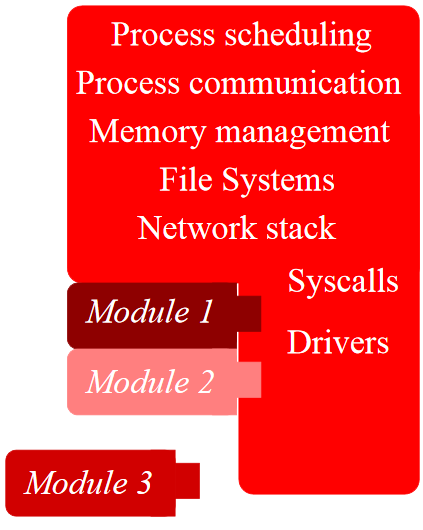 Process scheduling
Process communication
Memory management
File Systems
Network stack
Syscalls
Module 1
Drivers
Module 2
Module 3